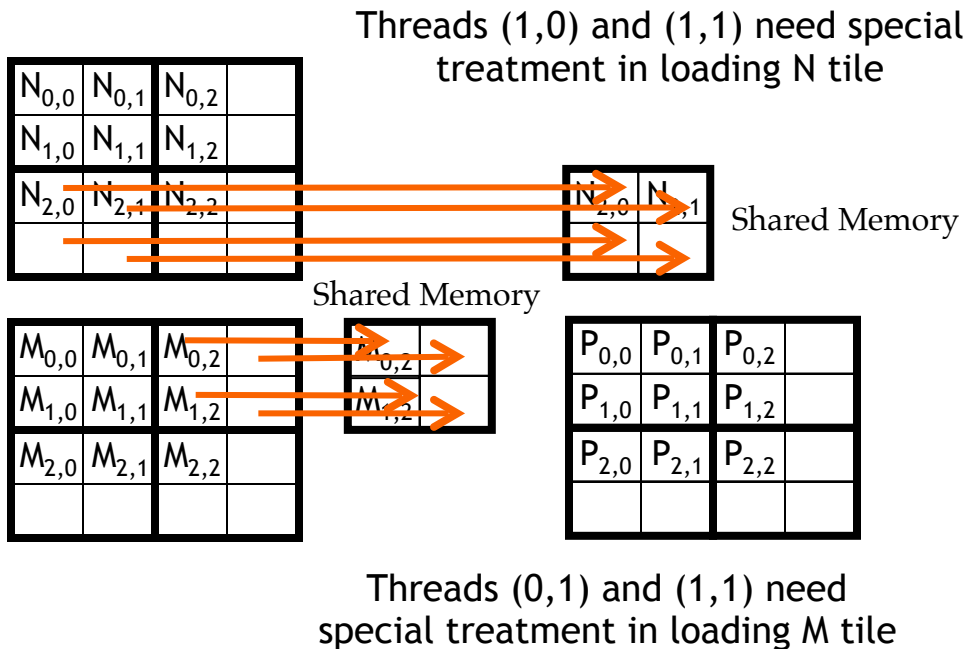 Threads (1,0) and (1,1) need special
treatment in loading N tile
N0,0 N0,1 N0,2
N1,0 N1,1 N1,2
N2,0 N2,1 N2,2
N2,0 N2,1
Shared Memory
Shared Memory
M0,0 M0,1 M0,2
M1,0 M1,1 M1,2
M2,0 M2,1 M2,2
M0,2
M1,2
P0,0 P0,1 P0,2
P1,0 P1,1 P1,2
P2,0 P2,1 P2,2
Threads (0,1) and (1,1) need
special treatment in loading M tile